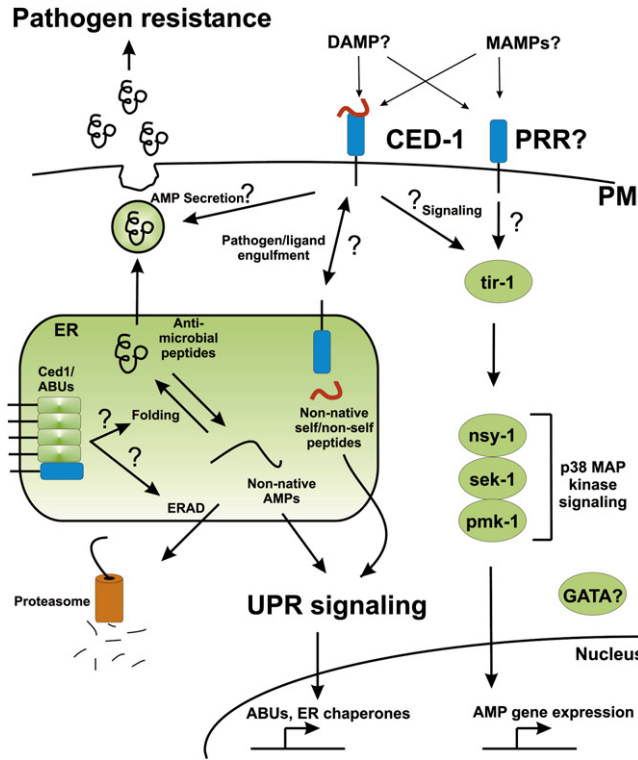 Pathogen resistance
DAMP?
MAMPs?
CED-1
PRR?
PM
AMP Secretion?
?
Signaling
?
Pathogen/ligand
engulfment
?
tir-1
ER
Anti-
microbial
peptides
Ced1/
ABUs
?
Folding
?
Non-native
self/non-self
peptides
Non-native
AMPs
ERAD
nsy-1
sek-1
pmk-1
p38 MAP
kinase
signaling
Proteasome
UPR signaling
GATA?
Nucleus
ABUs, ER chaperones
AMP gene expression